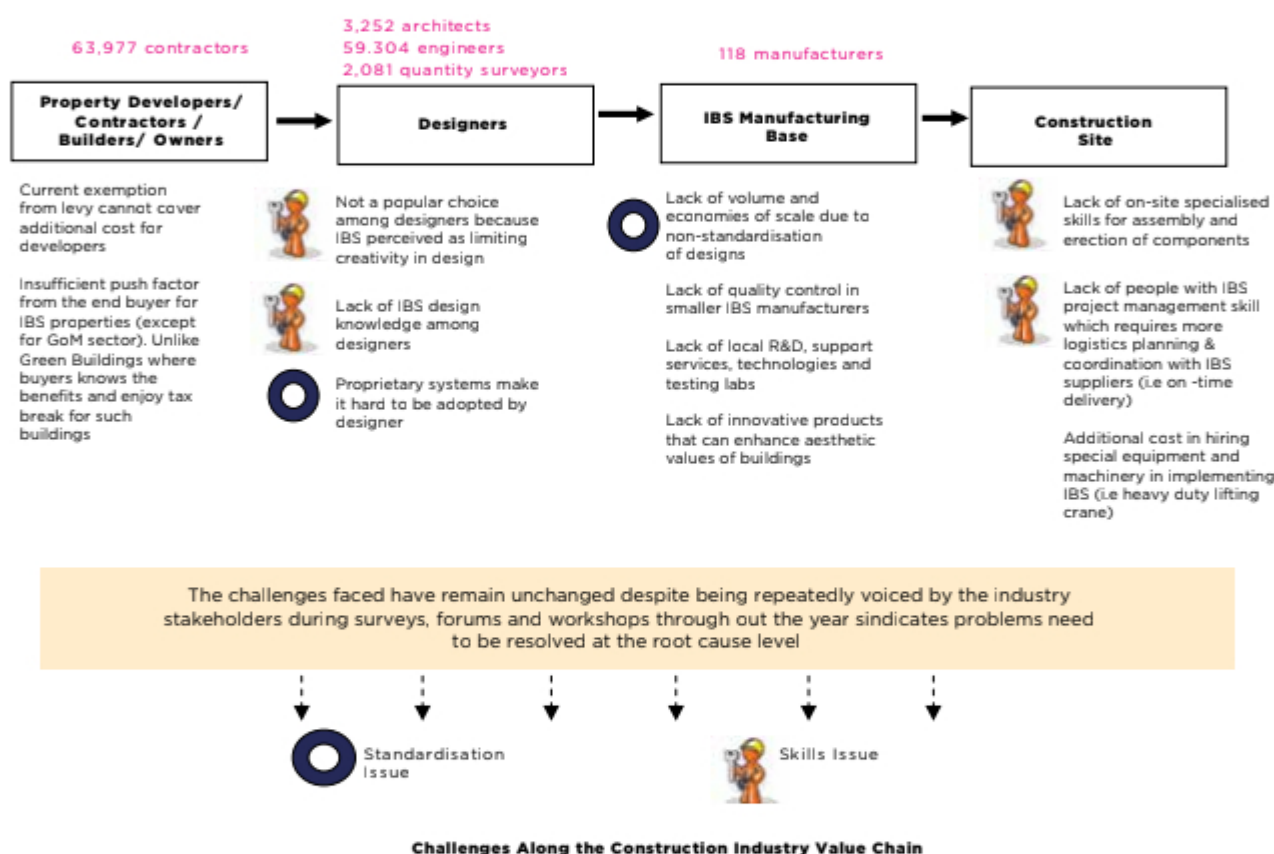 63,977 contractors
3,252 architects
59.304 engineers
2,081 quantity surveyors
118 manufacturers
Property Developers/
Contractors /
Builders/ Owners
Designers
IBS Manufacturing
Base
Construction
Site
Current exemption
from levy cannot cover
additional cost for
developers
Insufficient push factor
from the end buyer for
IBS properties (except
for GoM sector). Unlike
Green Buildings where
buyers knows the
benefits and enjoy tax
break for such
buildings
Not a popular choice
among designers because
IBS perceived as limiting
creativity in design
Lack of IBS design
knowledge among
designers
Proprietary systems make
it hard to be adopted by
designer
Lack of volume and
economies of scale due to
non-standardisation
of designs
Lack of quality control in
smaller IBS manufacturers
Lack of local R&D, support
services, technologies and
testing labs
Lack of innovative products
that can enhance aesthetic
values of buildings
Lack of on-site specialised
skills for assembly and
erection of components
Lack of people with IBS
project management skill
which requires more
logistics planning &
coordination with IBS
suppliers (i.e on -time
delivery)
Additional cost in hiring
special equipment and
machinery in implementing
IBS (i.e heavy duty lifting
crane)
The challenges faced have remain unchanged despite being repeatedly voiced by the industry
stakeholders during surveys, forums and workshops through out the year sindicates problems need
to be resolved at the root cause level
Standardisation
Issue
Skills Issue
Challenges Along the Construction Industry Value Chain